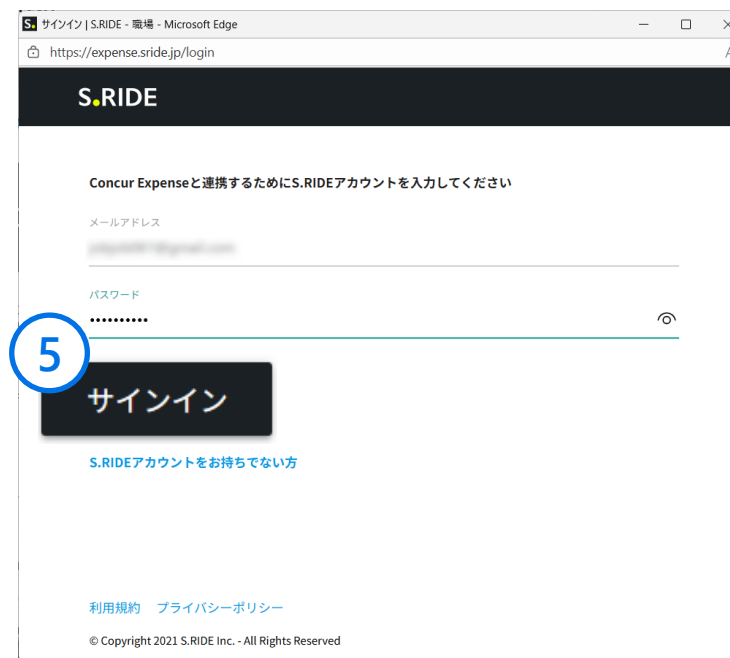 サインイン | S.RIDE - 職場 - Microsoft Edge
https://expense.sride.jp/login
S.RIDE
Concur Expenseと連携するためにS.RIDEアカウントを入力してください
メールアドレス
パスワード
••••••••••
5
サインイン
S.RIDEアカウントをお持ちでない方
利用規約 プライバシーポリシー
© Copyright 2021 S.RIDE Inc. - All Rights Reserved